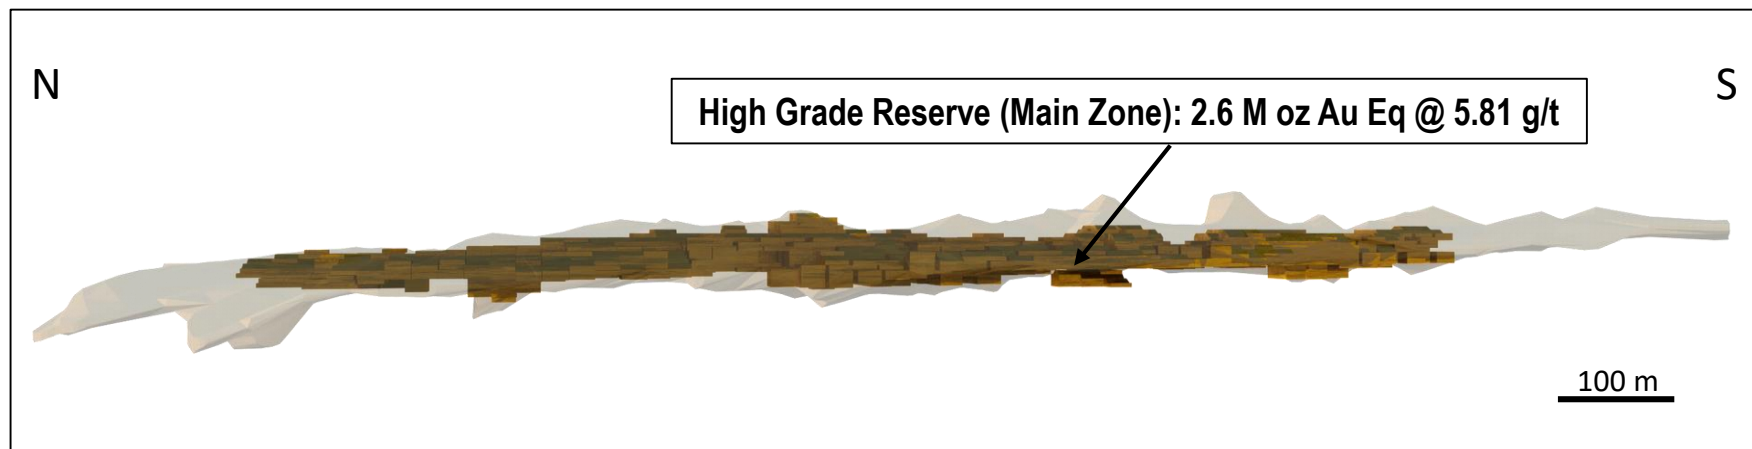 N
S
High Grade Reserve (Main Zone): 2.6 M oz Au Eq @ 5.81 g/t
100 m